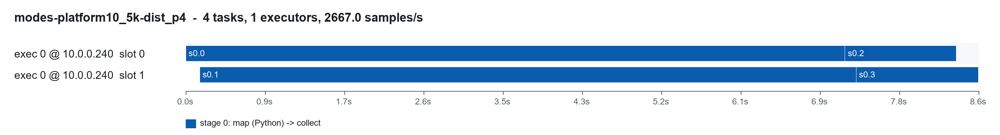 modes-platform10_5k-dist_p4 - 4 tasks, 1 executors, 2667.0 samples/s
exec 0 @ 10.0.0.240 slot 0
s0.0
s0.2
exec 0 @ 10.0.0.240 slot 1
s0.1
s0.3
0.0s 0.9s 1.7s 2.6s 3.5s 4.3s 5.2s 6.1s 6.9s 7.8s 8.6s
stage 0: map (Python) -> collect